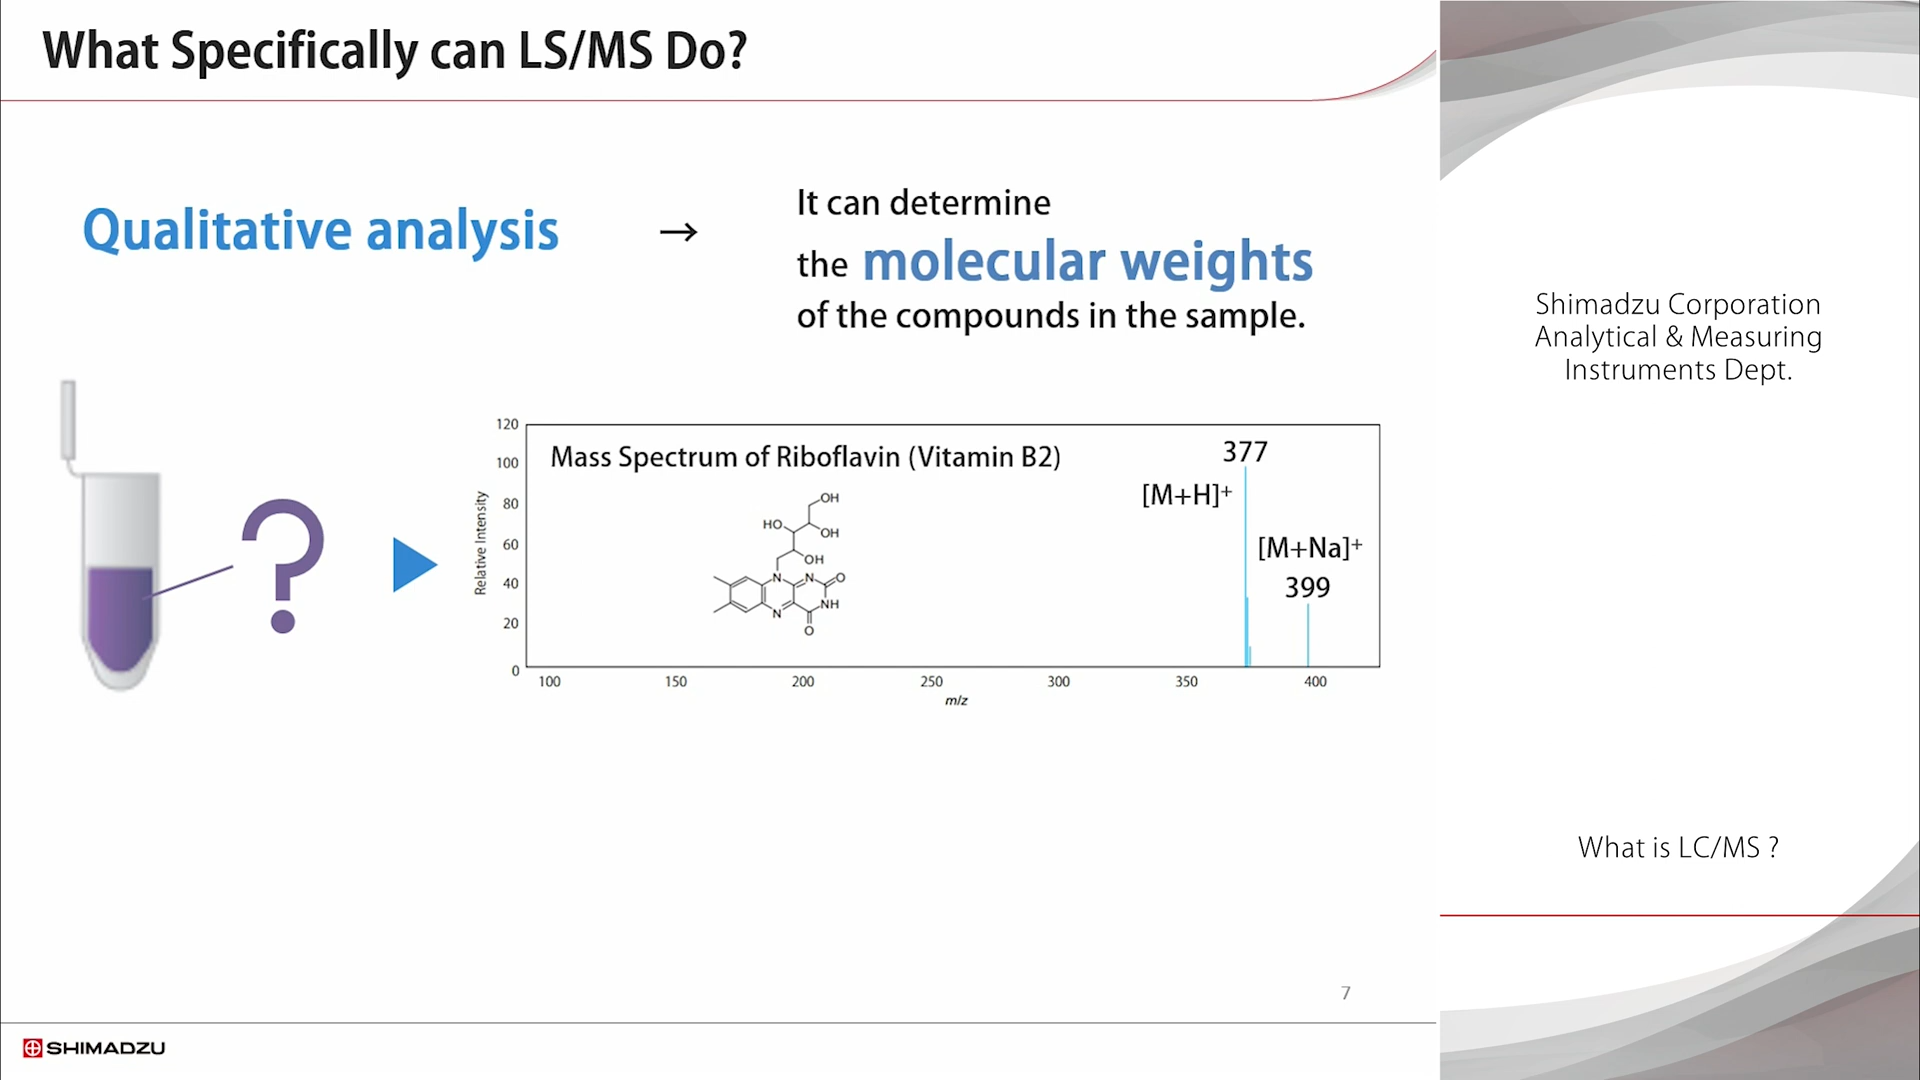 What Specifically can LS/MS Do?
Qualitative analysis
→
It can determine
the molecular weights
of the compounds in the sample.
?
Mass Spectrum of Riboflavin (Vitamin B2)
377
[M+H]+
[M+Na]+
399
OH
HO
OH
OH
N
N
O
N
NH
O
Relative Intensity
120
100
80
60
40
20
0
100 150 200 250 300 350 400
m/z
7
SHIMADZU
Shimadzu Corporation
Analytical & Measuring
Instruments Dept.
What is LC/MS ?